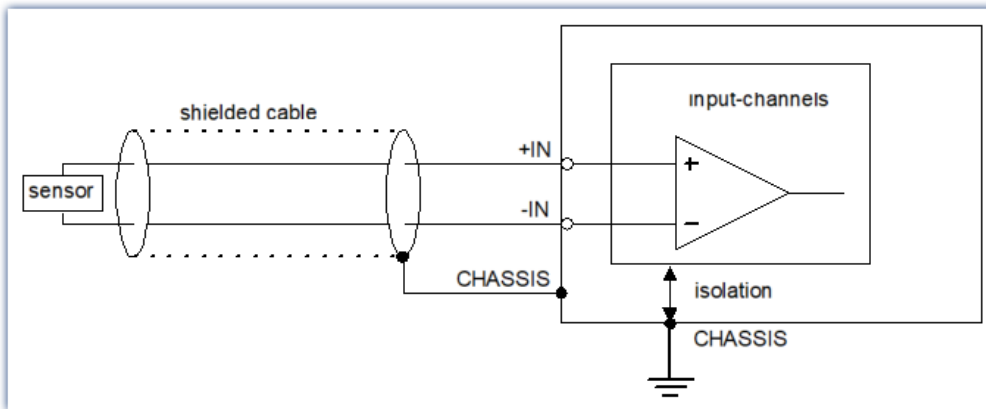 shielded cable
input-channels
+IN
+
sensor
-IN
−
CHASSIS
isolation
CHASSIS